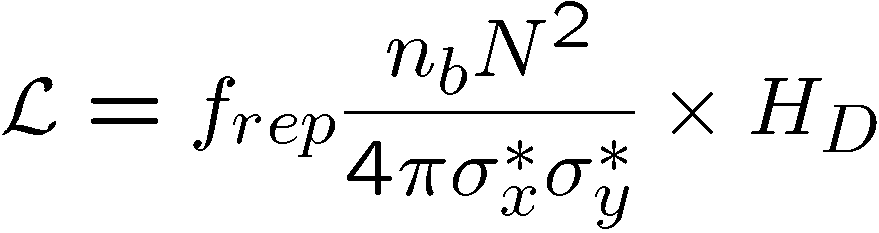 $\mathcal{L} = f_{rep} \frac{n_b N^2}{4\pi\sigma_x^*\sigma_y^*} \times H_D$